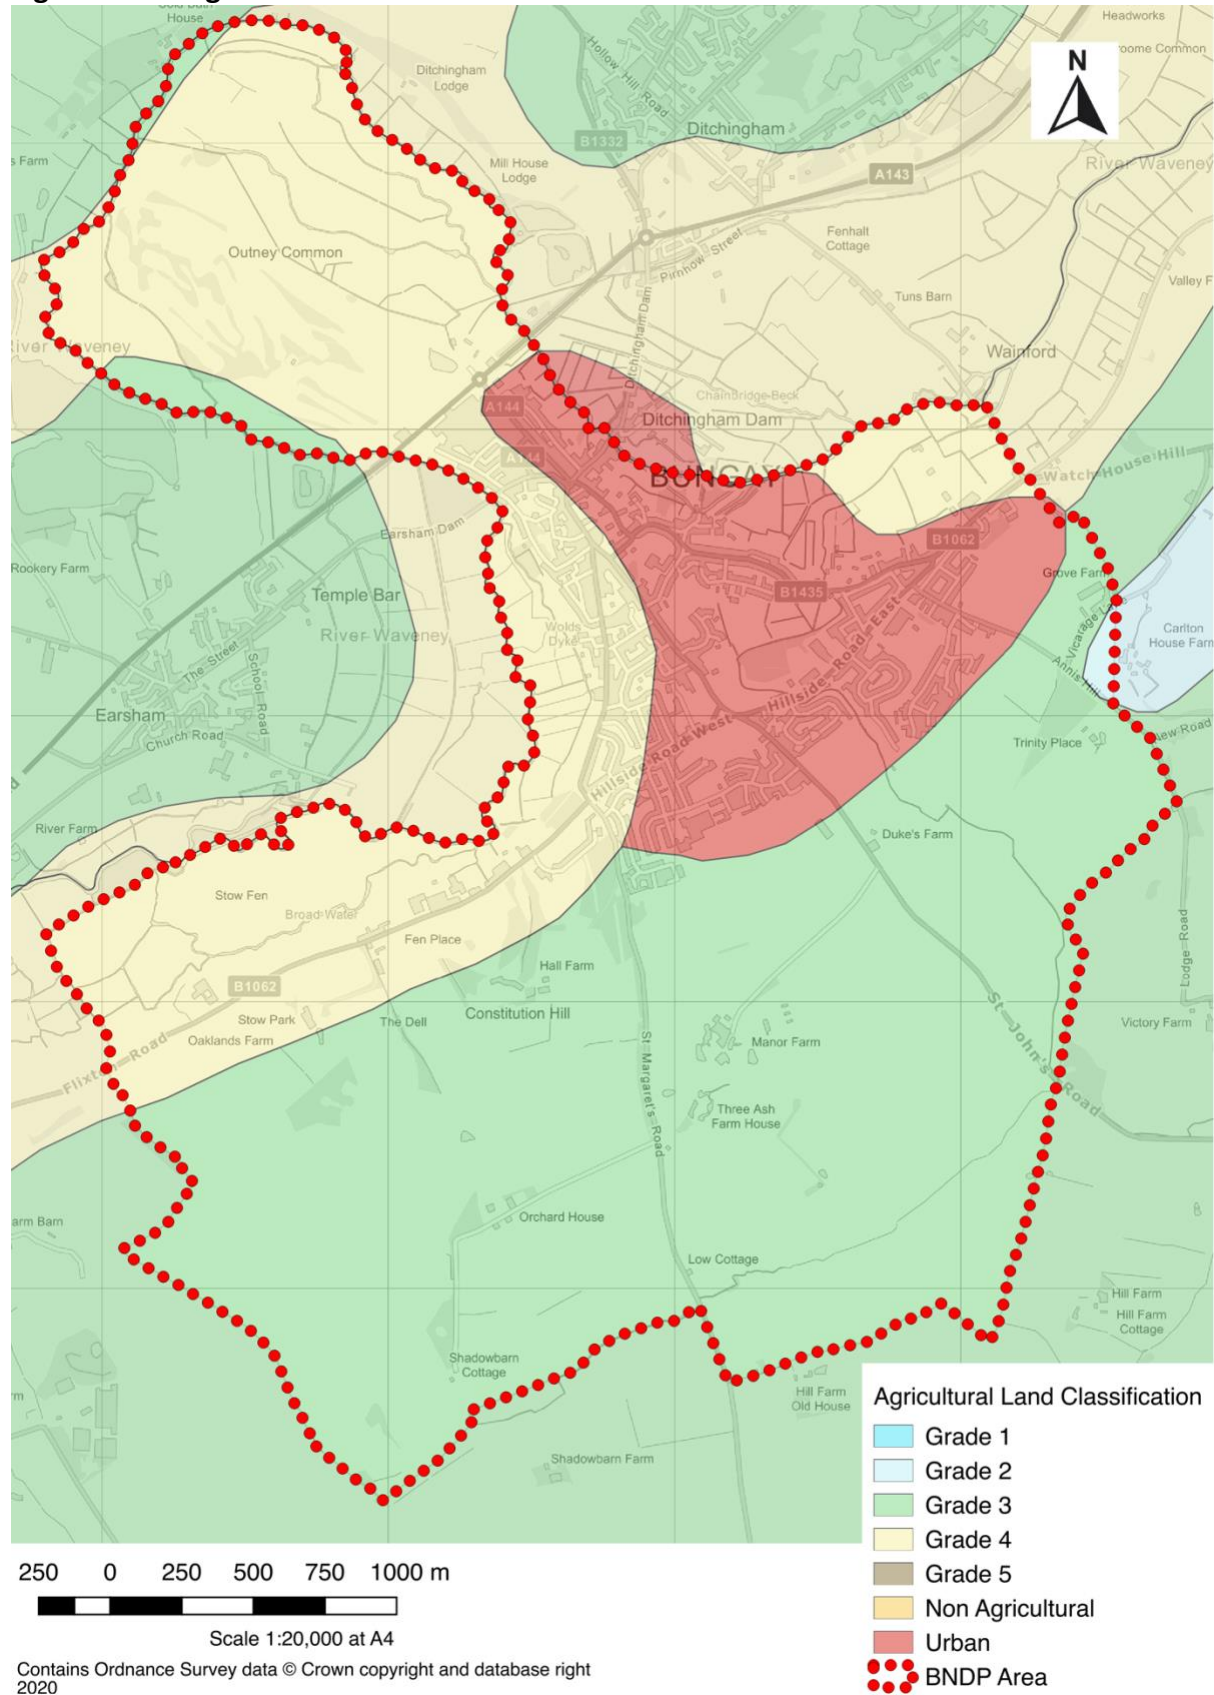 House
Headworks
Ditchingham
Lodge
Hollow Hill Road
N
Ditchingham
B1332
River Waveney
s Farm
Mill House
Lodge
A143
Outney Common
Pirnhow Street
Fenhalt
Cottage
Tuns Barn
Valley F
Ditchingham Dam
River Waveney
Wainford
A144
Chainbridge Beck
Ditchingham Dam
A144
BUNGAY
Watch House Hill
Earsham Dam
B1062
Rookery Farm
Grove Farm
Temple Bar
B1435
Vicarage La
River Waveney
Wolds
Dyke
Carlton
House Farm
The Street
School Road
Hillside Road East
Annis Hill
Earsham
Church Road
Hillside Road West
New Road
Trinity Place
River Farm
Duke's Farm
Stow Fen
Broad Water
Fen Place
Lodge Road
Hall Farm
B1062
Constitution Hill
Stow Park
The Dell
St. John's Road
Victory Farm
Oaklands Farm
Manor Farm
Flixton Road
St. Margaret's Road
Three Ash
Farm House
arm Barn
Orchard House
Low Cottage
Hill Farm
Hill Farm
Cottage
Shadowbarn
Cottage
Hill Farm
Old House
Shadowbarn Farm
Agricultural Land Classification
Grade 1
Grade 2
Grade 3
Grade 4
Grade 5
Non Agricultural
Urban
BNDP Area
250 0 250 500 750 1000 m
Scale 1:20,000 at A4
Contains Ordnance Survey data © Crown copyright and database right
2020